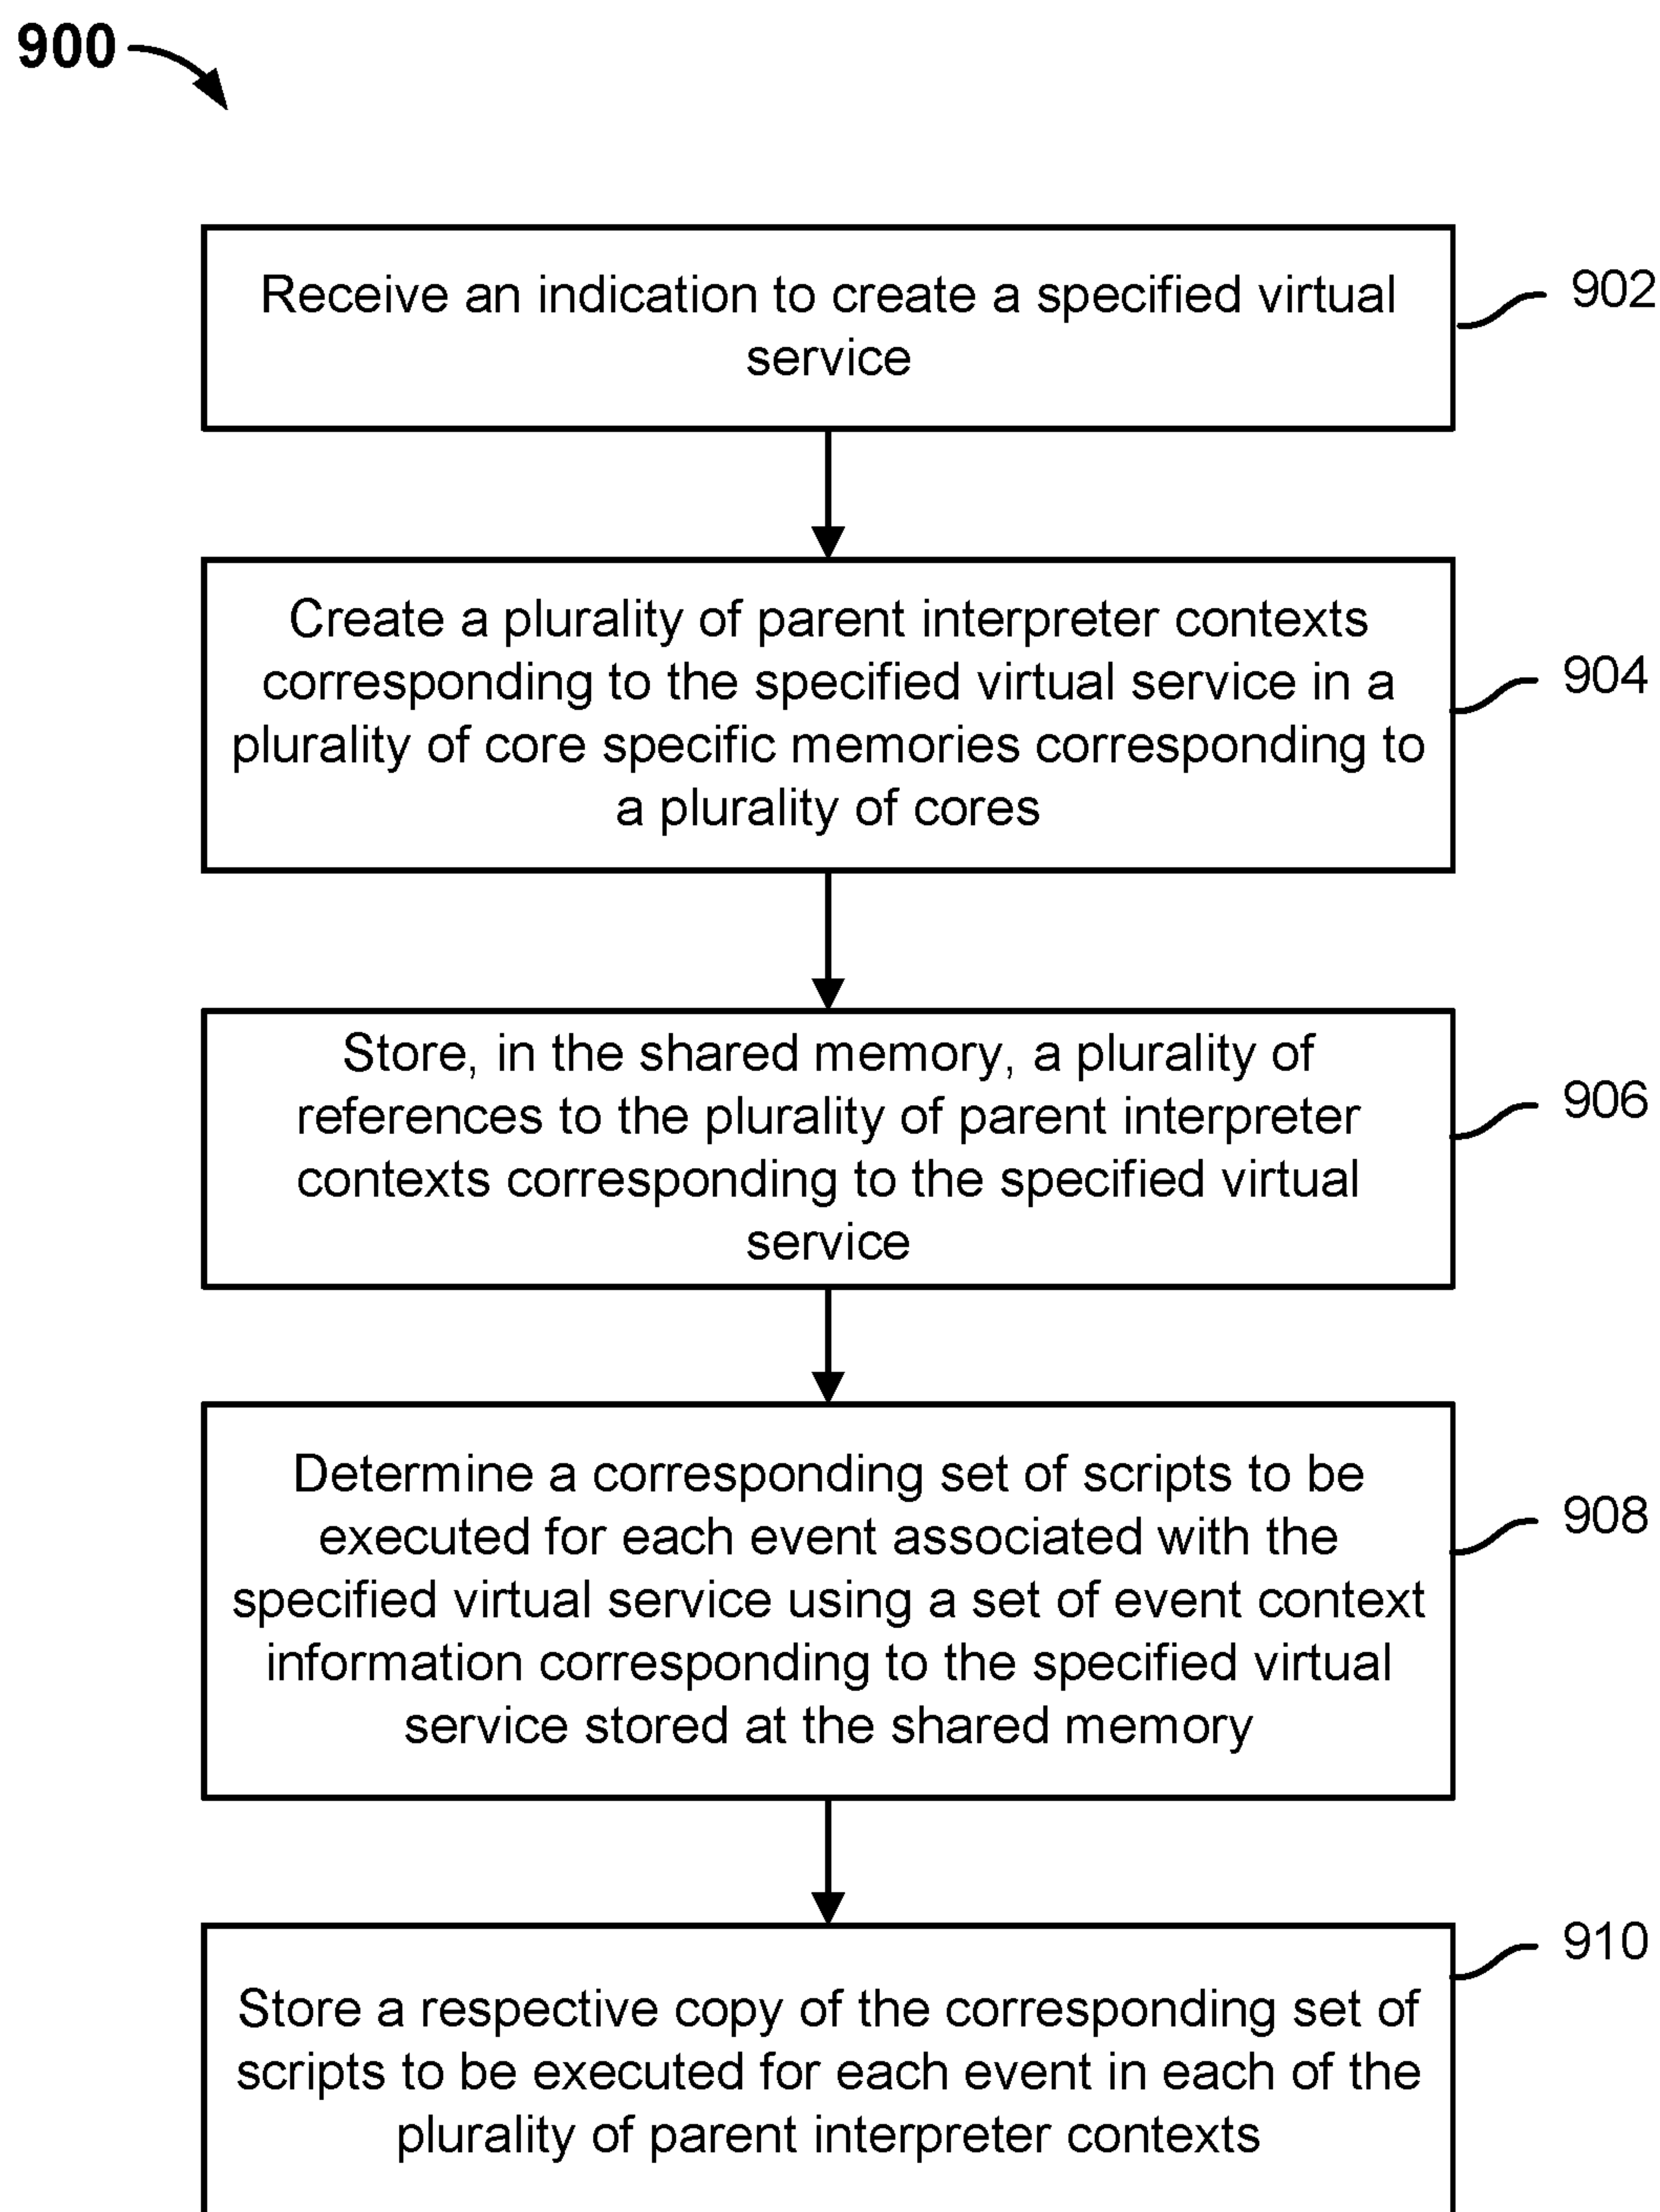 900
Receive an indication to create a specified virtual
service
902
Create a plurality of parent interpreter contexts
corresponding to the specified virtual service in a
plurality of core specific memories corresponding to
a plurality of cores
904
Store, in the shared memory, a plurality of
references to the plurality of parent interpreter
contexts corresponding to the specified virtual
service
906
Determine a corresponding set of scripts to be
executed for each event associated with the
specified virtual service using a set of event context
information corresponding to the specified virtual
service stored at the shared memory
908
Store a respective copy of the corresponding set of
scripts to be executed for each event in each of the
plurality of parent interpreter contexts
910